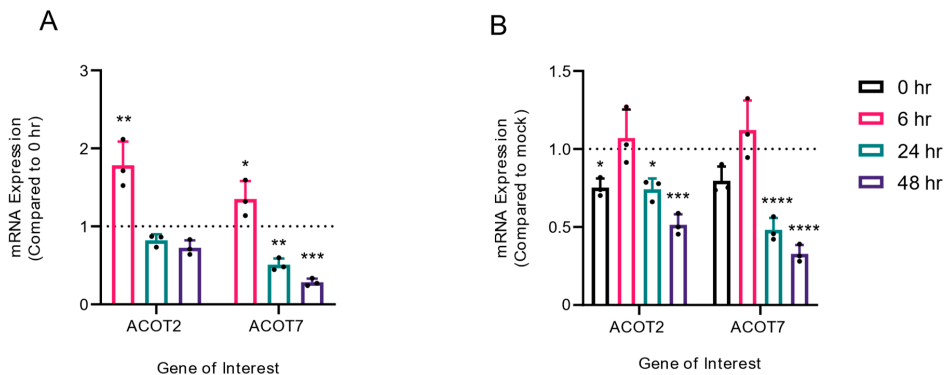 A
mRNA Expression
(Compared to 0 hr)
3
2
1
0
**
*
**
***
ACOT2
ACOT7
Gene of Interest
B
mRNA Expression
(Compared to mock)
1.5
1.0
0.5
0
*
*
***
****
****
ACOT2
ACOT7
Gene of Interest
0 hr
6 hr
24 hr
48 hr